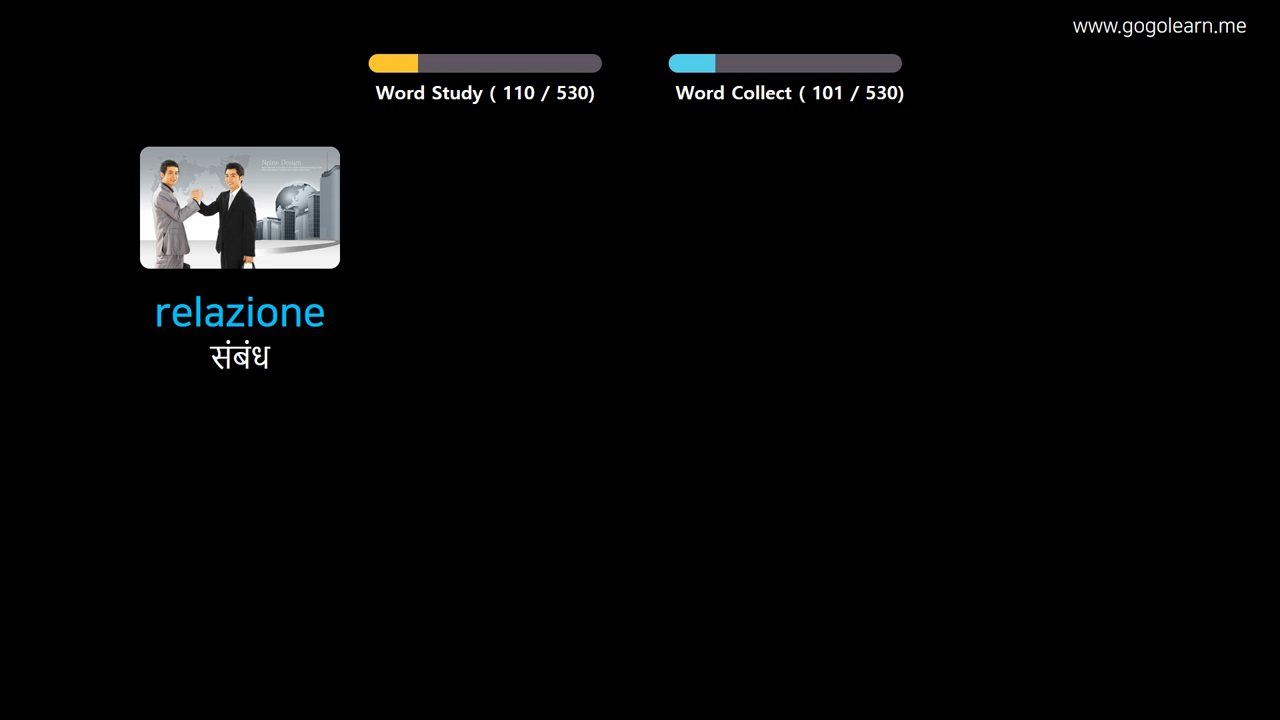 www.gogolearn.me
Word Study ( 110 / 530)
Word Collect ( 101 / 530)
relazione
संबंध